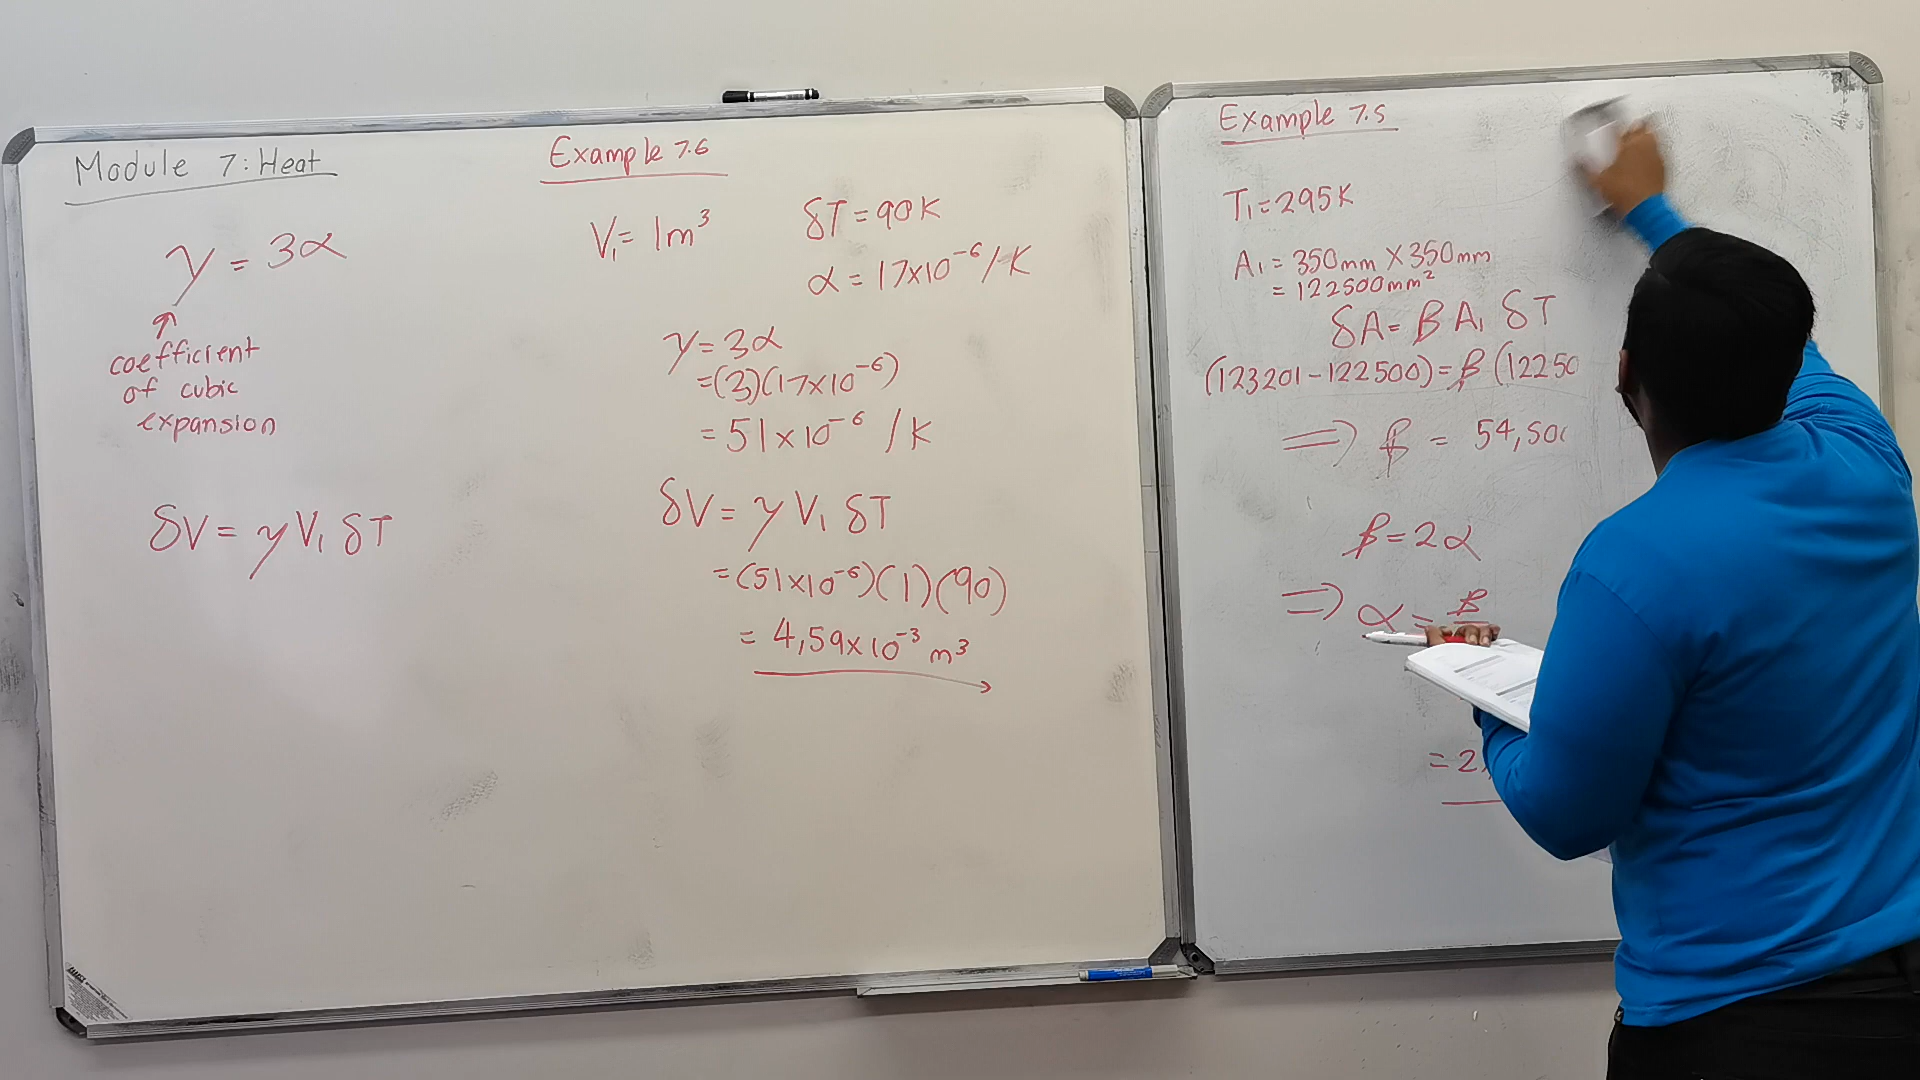 Module 7: Heat
γ = 3α
coefficient
of cubic
expansion
δV = γ V₁ δT
Example 7.6
V₁ = 1m³
δT = 90K
α = 17×10⁻⁶/K
γ = 3α
=(3)(17×10⁻⁶)
= 51×10⁻⁶ /K
δV = γ V₁ δT
=(51×10⁻⁶)(1)(90)
= 4,59×10⁻³ m³
Example 7.5
T₁=295K
A₁ = 350mm × 350mm
= 122500mm²
δA = β A₁ δT
(123201-122500)=β(12250
⇒ β = 54,50
β = 2α
⇒ α = β
= 2,